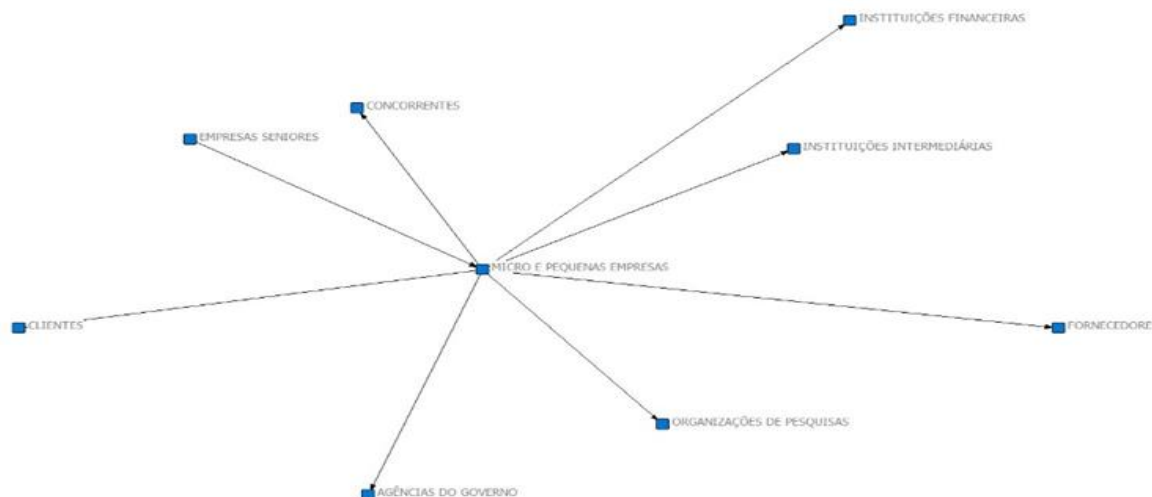 INSTITUIÇÕES FINANCEIRAS
CONCORRENTES
EMPRESAS SENIORES
INSTITUIÇÕES INTERMEDIÁRIAS
MICRO E PEQUENAS EMPRESAS
CLIENTES
FORNECEDORE
ORGANIZAÇÕES DE PESQUISAS
AGÊNCIAS DO GOVERNO